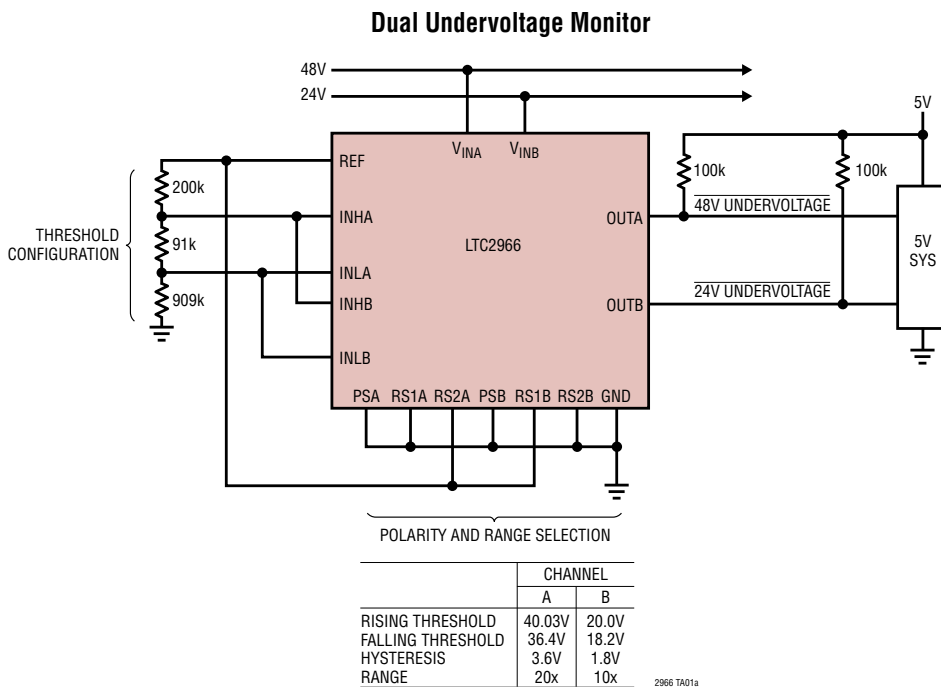 Dual Undervoltage Monitor
48V
24V
5V
VINA VINB
REF
200k
100k 100k
INHA
OUTA
48V UNDERVOLTAGE
THRESHOLD
CONFIGURATION
91k
LTC2966
5V
SYS
INLA
909k
INHB
OUTB
24V UNDERVOLTAGE
INLB
PSA RS1A RS2A PSB RS1B RS2B GND
POLARITY AND RANGE SELECTION
CHANNEL
A B
RISING THRESHOLD 40.03V 20.0V
FALLING THRESHOLD 36.4V 18.2V
HYSTERESIS 3.6V 1.8V
RANGE 20x 10x
2966 TA01a